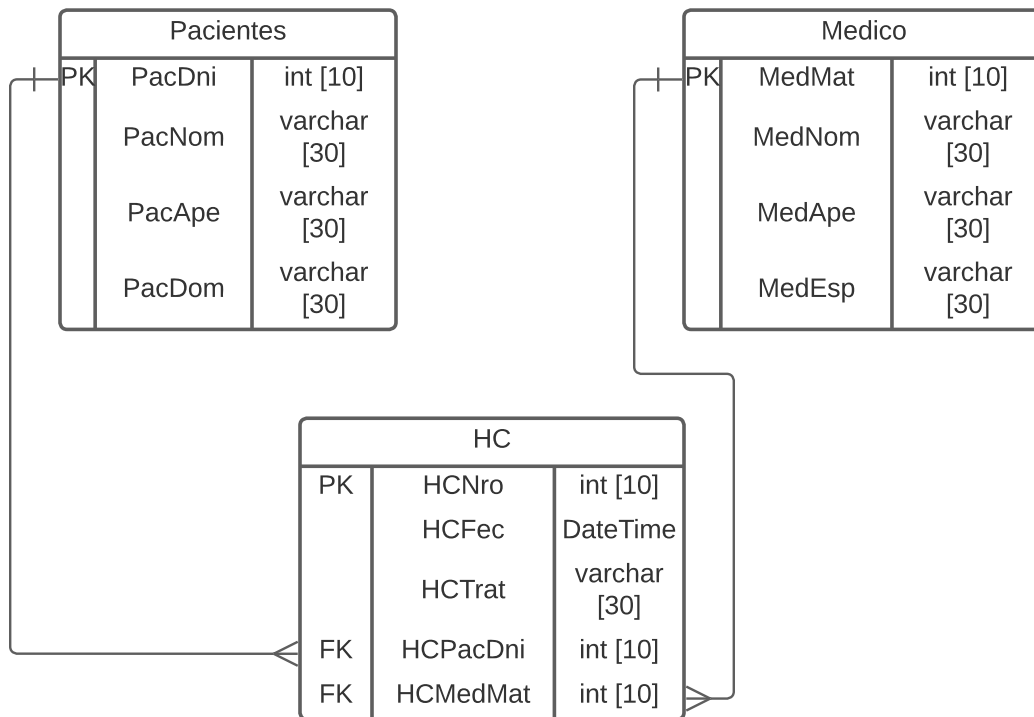 Pacientes
PK PacDni int [10]
PacNom varchar
[30]
PacApe varchar
[30]
PacDom varchar
[30]
Medico
PK MedMat int [10]
MedNom varchar
[30]
MedApe varchar
[30]
MedEsp varchar
[30]
HC
PK HCNro int [10]
HCFec DateTime
HCTrat varchar
[30]
FK HCPacDni int [10]
FK HCMedMat int [10]